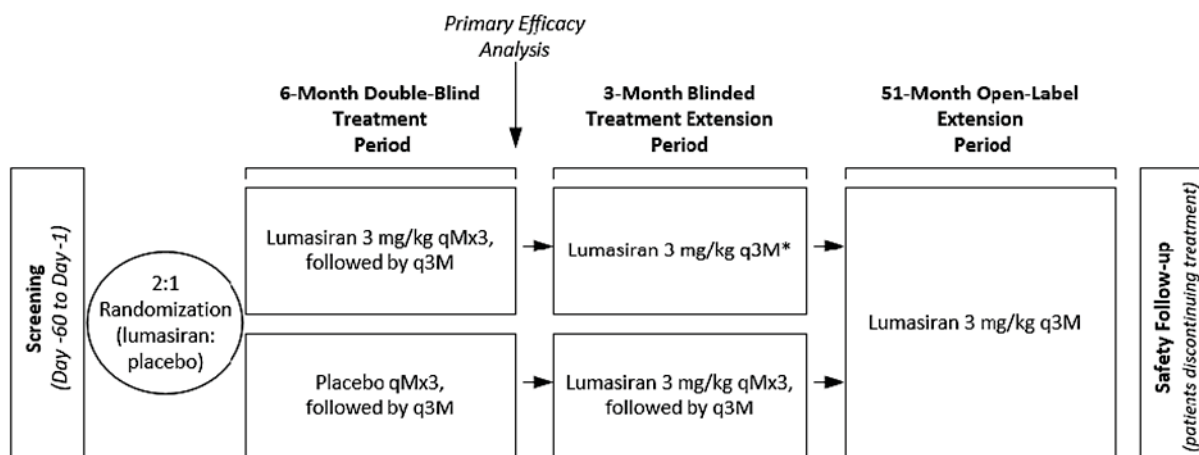 Primary Efficacy
Analysis
6-Month Double-Blind
Treatment
Period
3-Month Blinded
Treatment Extension
Period
51-Month Open-Label
Extension
Period
Screening
(Day -60 to Day -1)
2:1
Randomization
(lumasiran:
placebo)
Lumasiran 3 mg/kg qMx3,
followed by q3M
Lumasiran 3 mg/kg q3M*
Placebo qMx3,
followed by q3M
Lumasiran 3 mg/kg qMx3,
followed by q3M
Lumasiran 3 mg/kg q3M
Safety Follow-up
(patients discontinuing treatment)